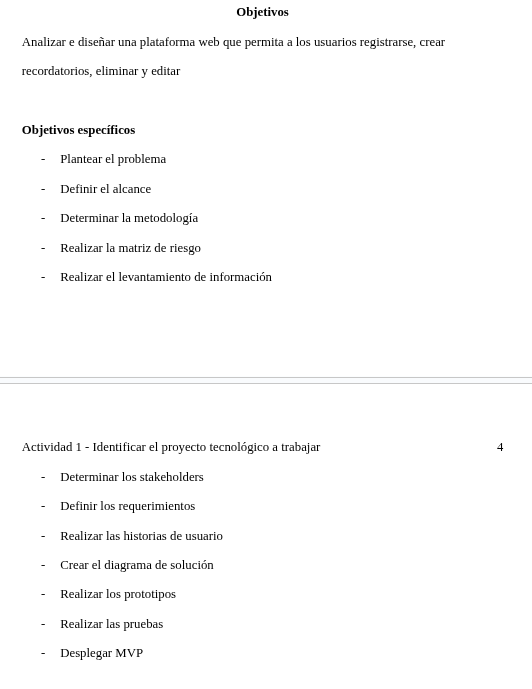 Objetivos
Analizar e diseñar una plataforma web que permita a los usuarios registrarse, crear
recordatorios, eliminar y editar
Objetivos específicos
- Plantear el problema
- Definir el alcance
- Determinar la metodología
- Realizar la matriz de riesgo
- Realizar el levantamiento de información
Actividad 1 - Identificar el proyecto tecnológico a trabajar 4
- Determinar los stakeholders
- Definir los requerimientos
- Realizar las historias de usuario
- Crear el diagrama de solución
- Realizar los prototipos
- Realizar las pruebas
- Desplegar MVP